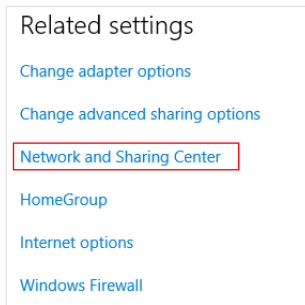 Related settings
Change adapter options
Change advanced sharing options
Network and Sharing Center
HomeGroup
Internet options
Windows Firewall